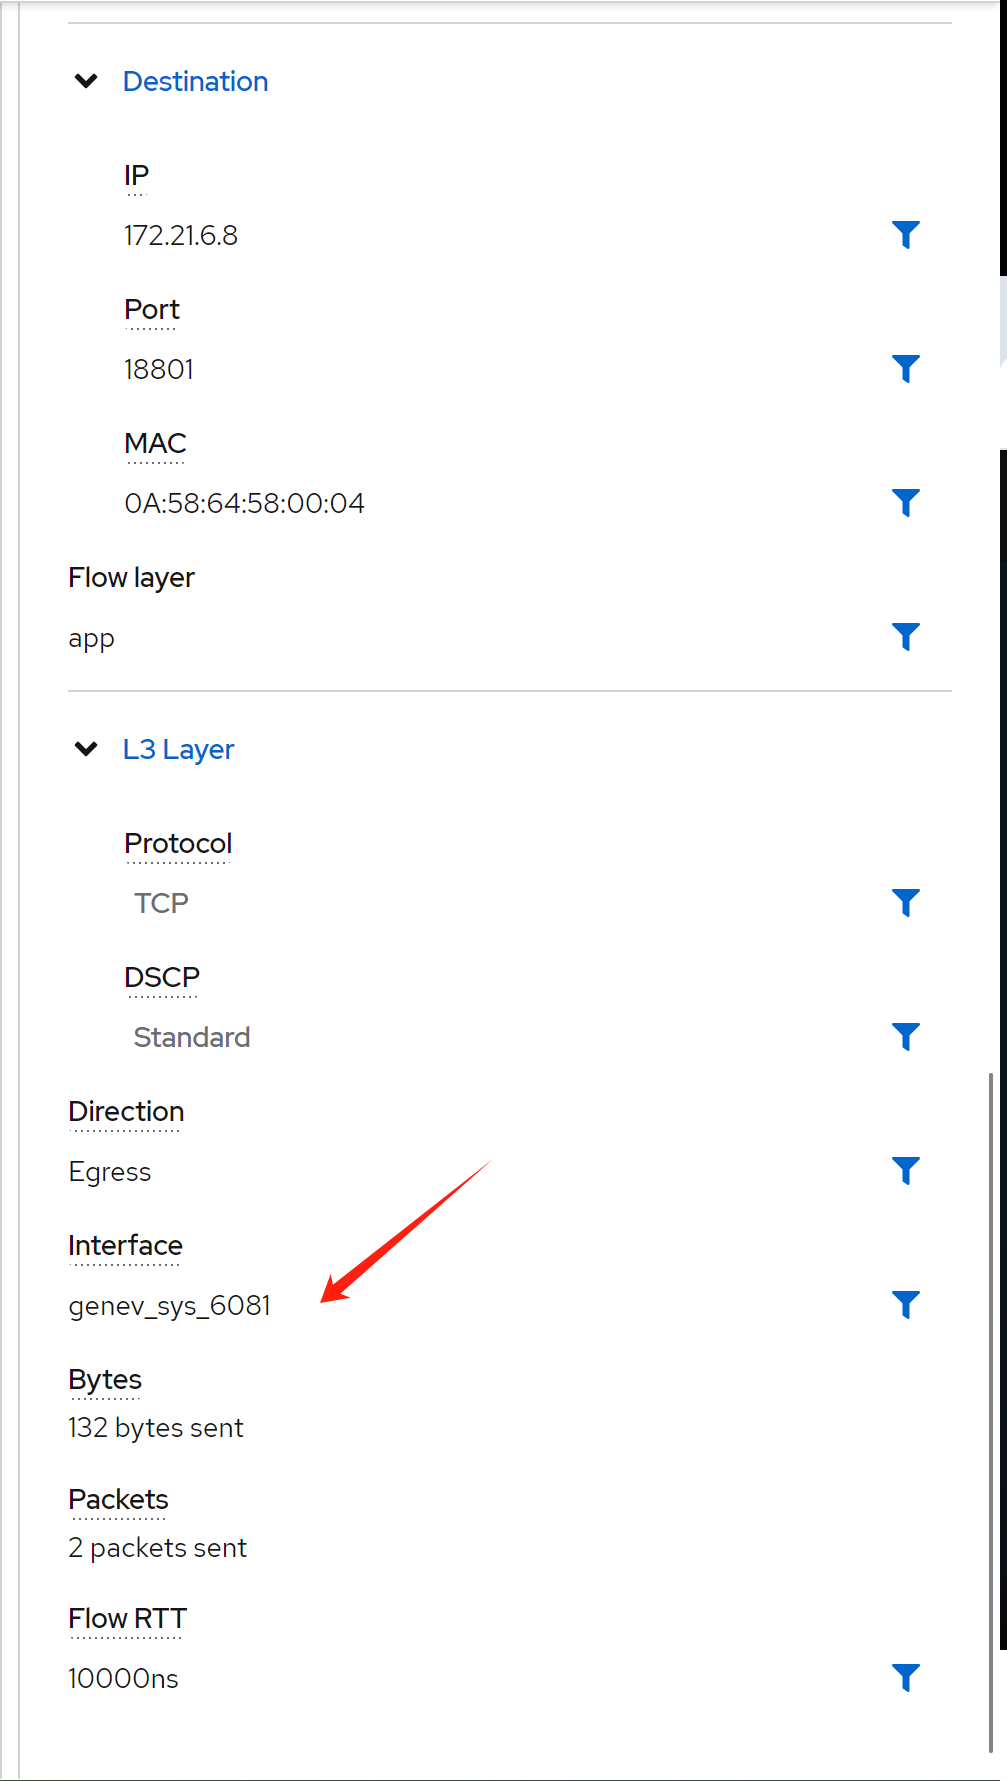 Destination
IP
172.21.6.8
Port
18801
MAC
0A:58:64:58:00:04
Flow layer
app
L3 Layer
Protocol
TCP
DSCP
Standard
Direction
Egress
Interface
genev_sys_6081
Bytes
132 bytes sent
Packets
2 packets sent
Flow RTT
10000ns